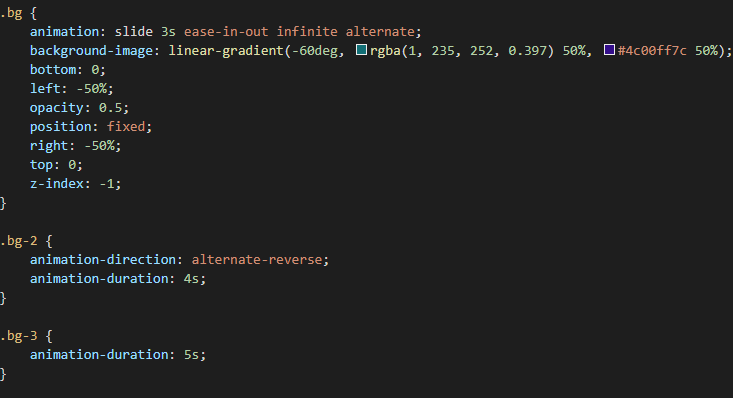 .bg {
    animation: slide 3s ease-in-out infinite alternate;
    background-image: linear-gradient(-60deg, rgba(1, 235, 252, 0.397) 50%, #4c00ff7c 50%);
    bottom: 0;
    left: -50%;
    opacity: 0.5;
    position: fixed;
    right: -50%;
    top: 0;
    z-index: -1;
}

.bg-2 {
    animation-direction: alternate-reverse;
    animation-duration: 4s;
}

.bg-3 {
    animation-duration: 5s;
}